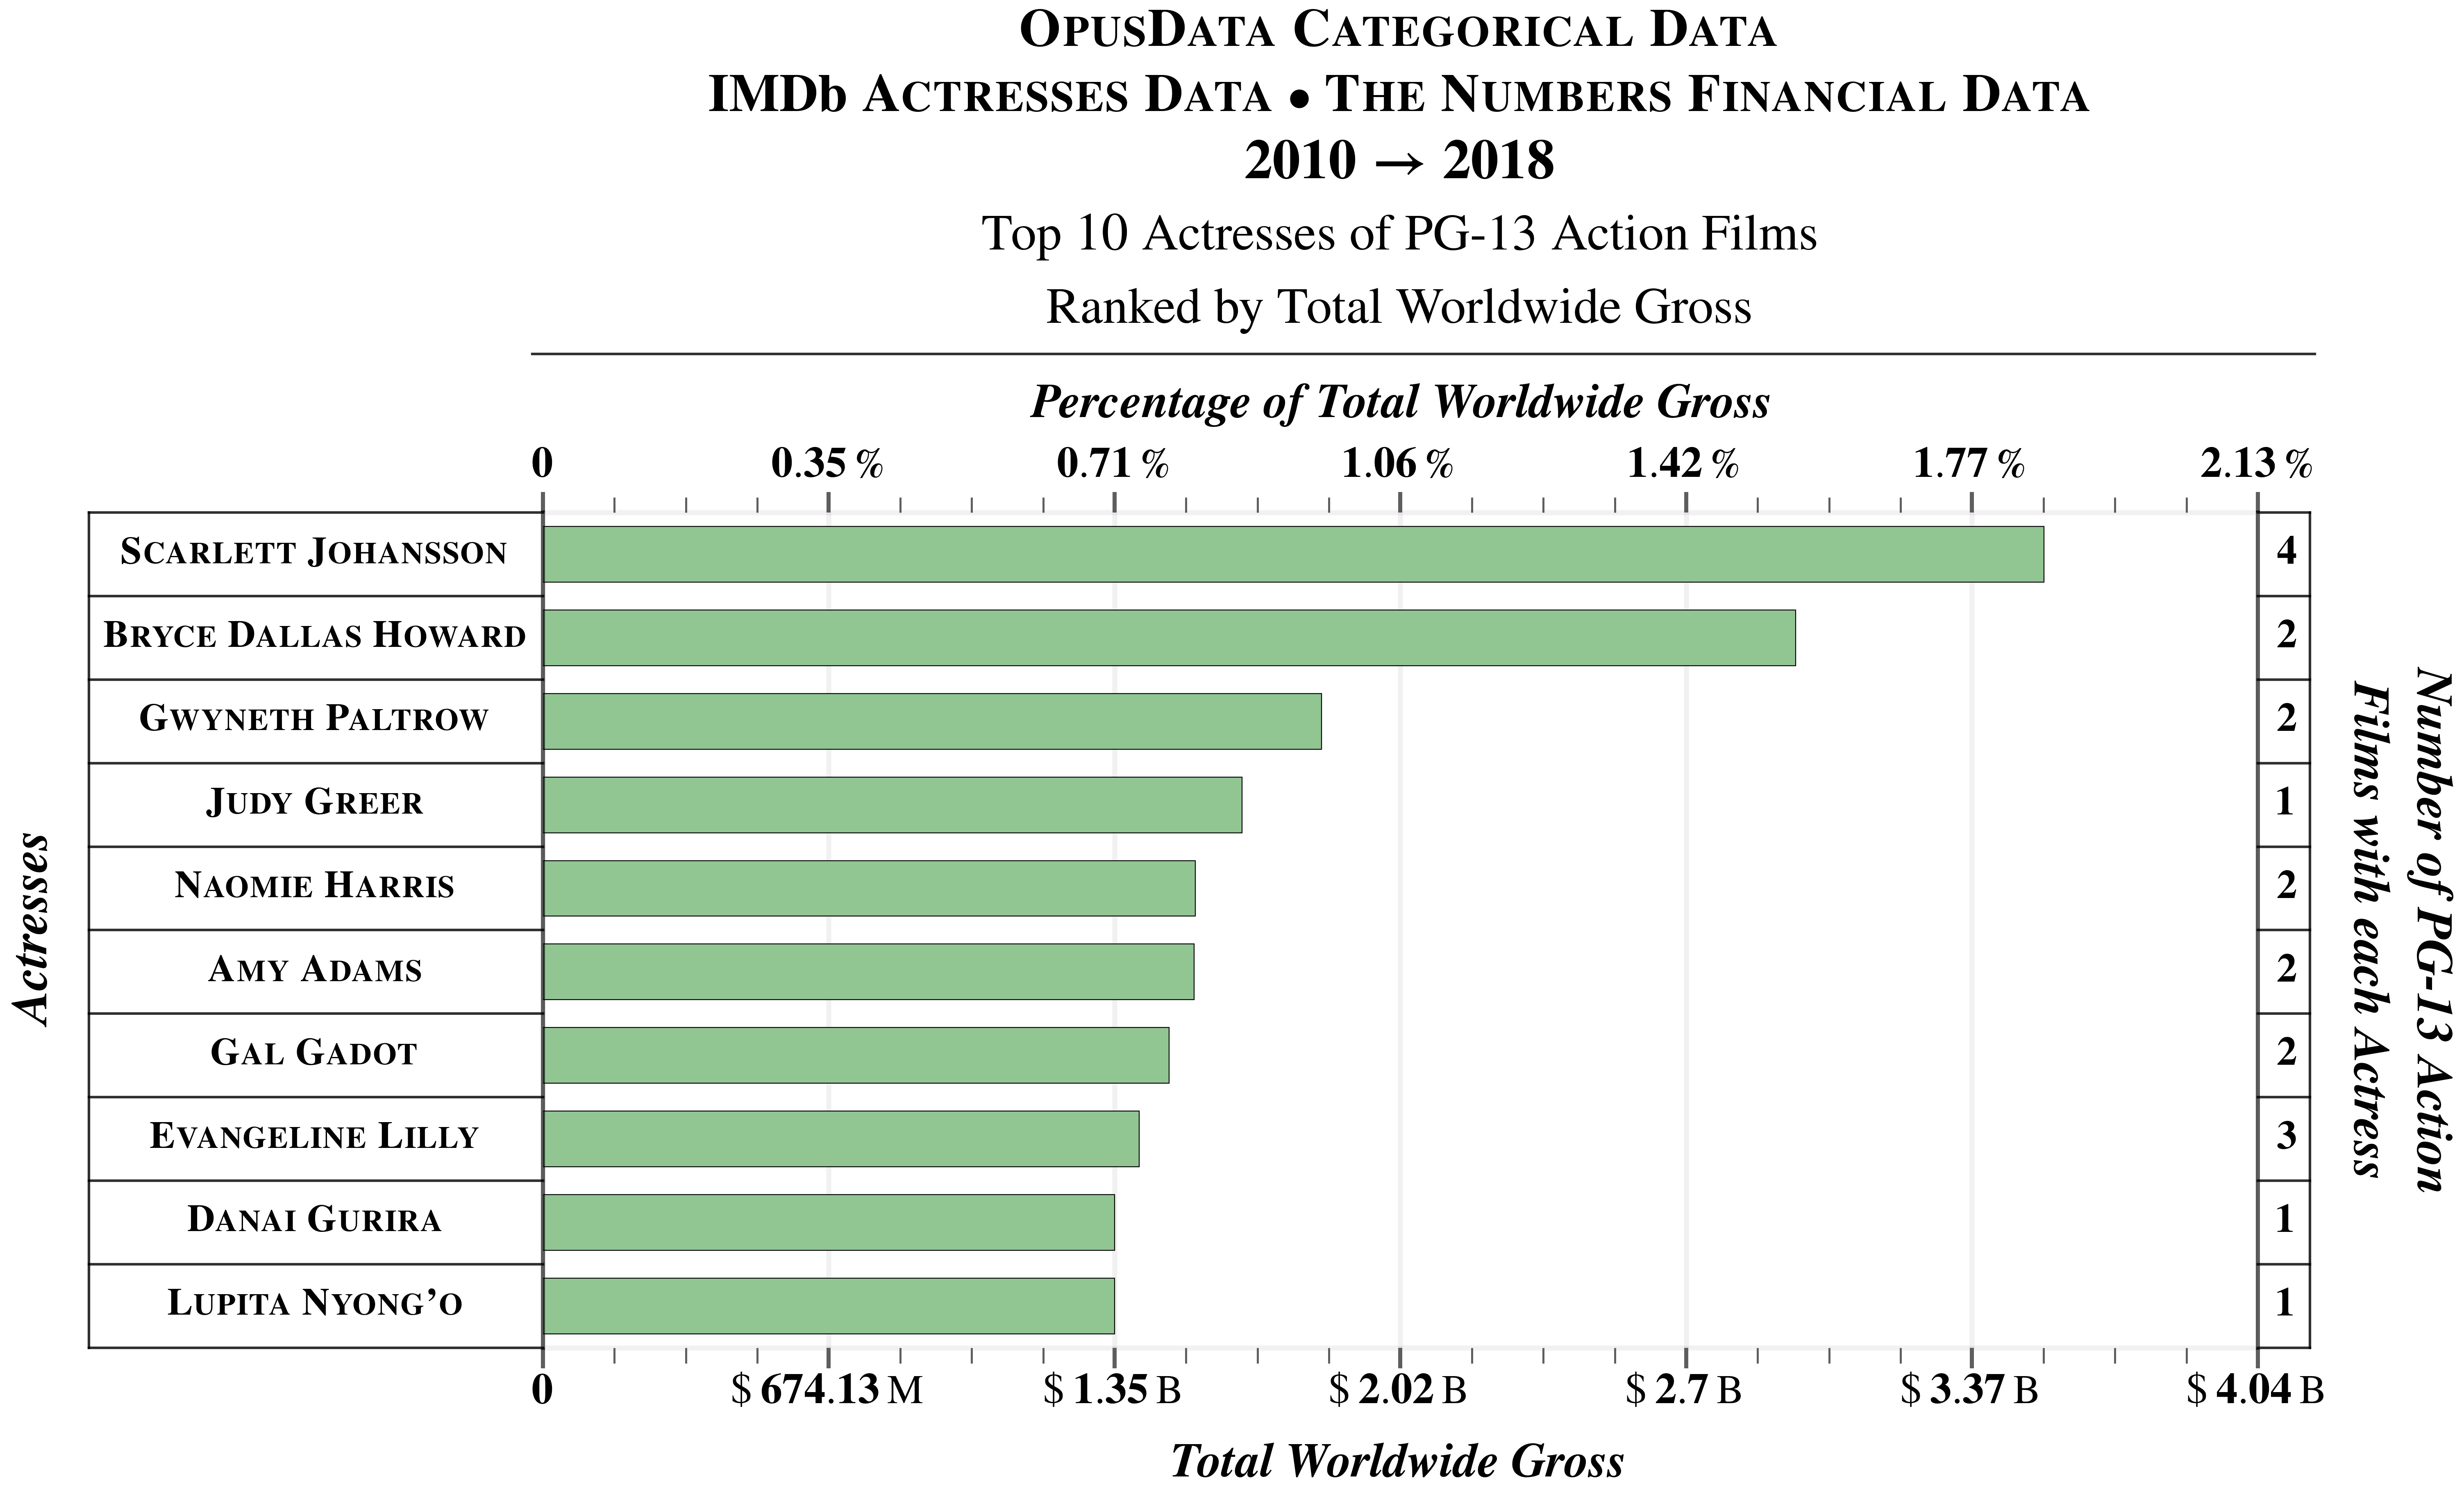 OpusData Categorical Data
IMDb Actresses Data • The Numbers Financial Data
2010 → 2018
Top 10 Actresses of PG-13 Action Films
Ranked by Total Worldwide Gross
Percentage of Total Worldwide Gross
0 0.35 % 0.71 % 1.06 % 1.42 % 1.77 % 2.13 %
Actresses
Scarlett Johansson 4
Bryce Dallas Howard 2
Gwyneth Paltrow 2
Judy Greer 1
Naomie Harris 2
Amy Adams 2
Gal Gadot 2
Evangeline Lilly 3
Danai Gurira 1
Lupita Nyong’o 1
Number of PG-13 Action
Films with each Actress
0 $ 674.13 M $ 1.35 B $ 2.02 B $ 2.7 B $ 3.37 B $ 4.04 B
Total Worldwide Gross